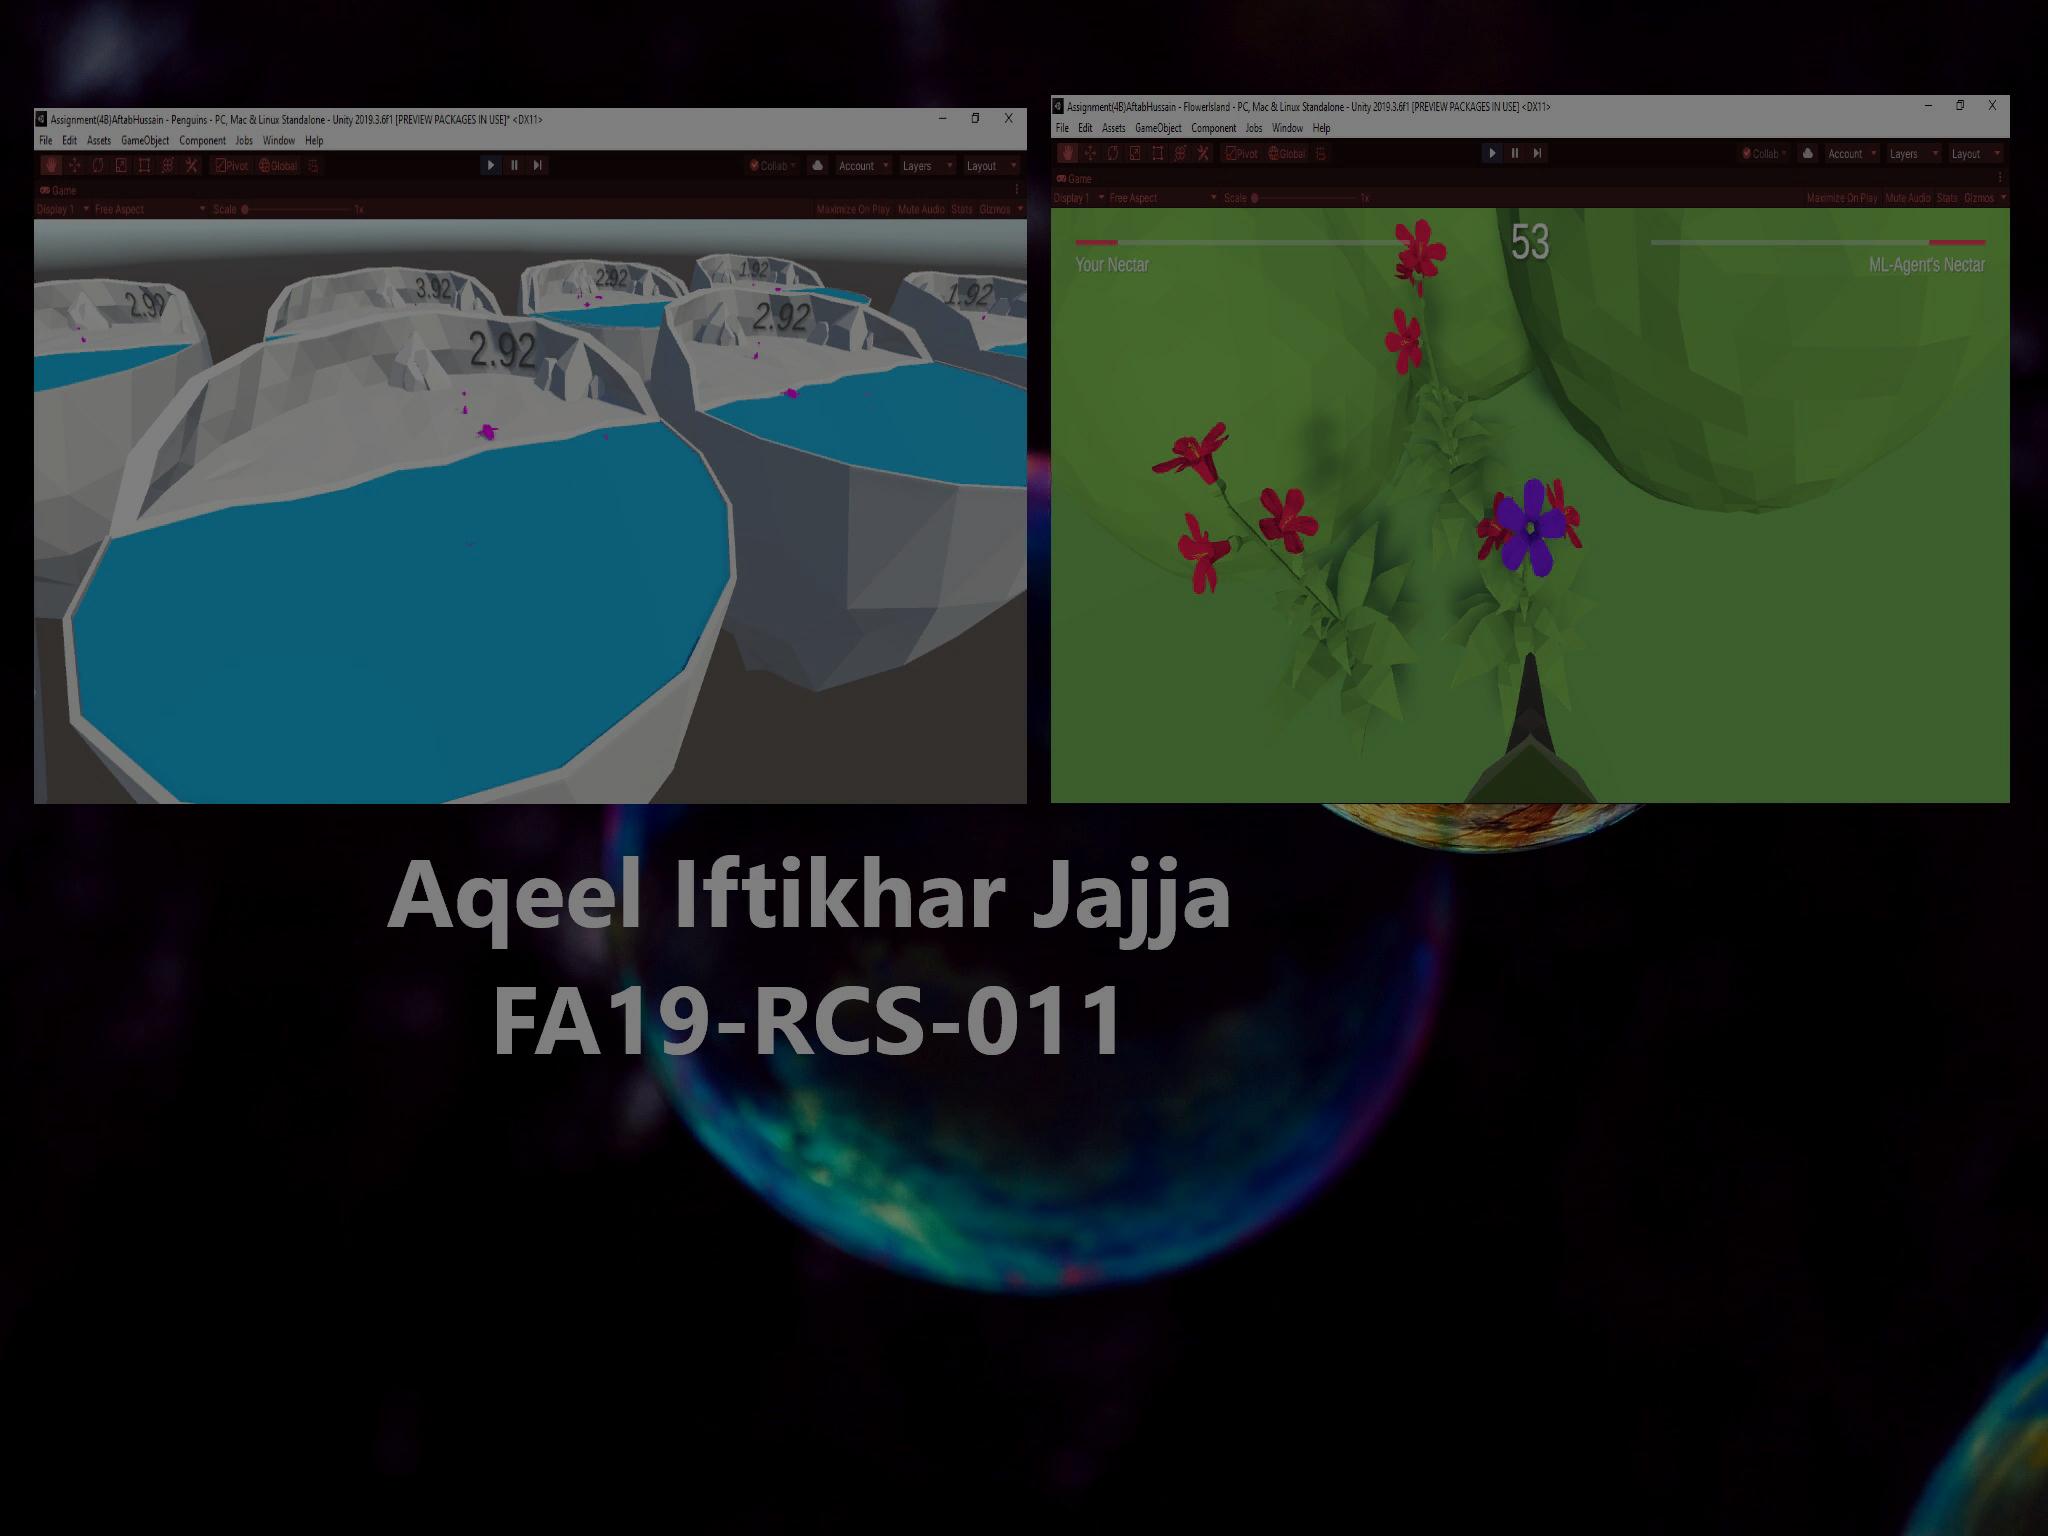 Assignment(4B)AftabHussain - Penguins - PC, Mac & Linux Standalone - Unity 2019.3.6f1 [PREVIEW PACKAGES IN USE]* <DX11>
File Edit Assets GameObject Component Jobs Window Help
Pivot Global Collab Account Layers Layout
Game
Display 1 Free Aspect Scale 1x Maximize On Play Mute Audio Stats Gizmos
2.92 3.92 2.92 1.92 1.92
2.92 2.92
Assignment(4B)AftabHussain - FlowerIsland - PC, Mac & Linux Standalone - Unity 2019.3.6f1 [PREVIEW PACKAGES IN USE] <DX11>
File Edit Assets GameObject Component Jobs Window Help
Pivot Global Collab Account Layers Layout
Game
Display 1 Free Aspect Scale 1x Maximize On Play Mute Audio Stats Gizmos
53
Your Nectar ML-Agent's Nectar
Aqeel Iftikhar Jajja
FA19-RCS-011